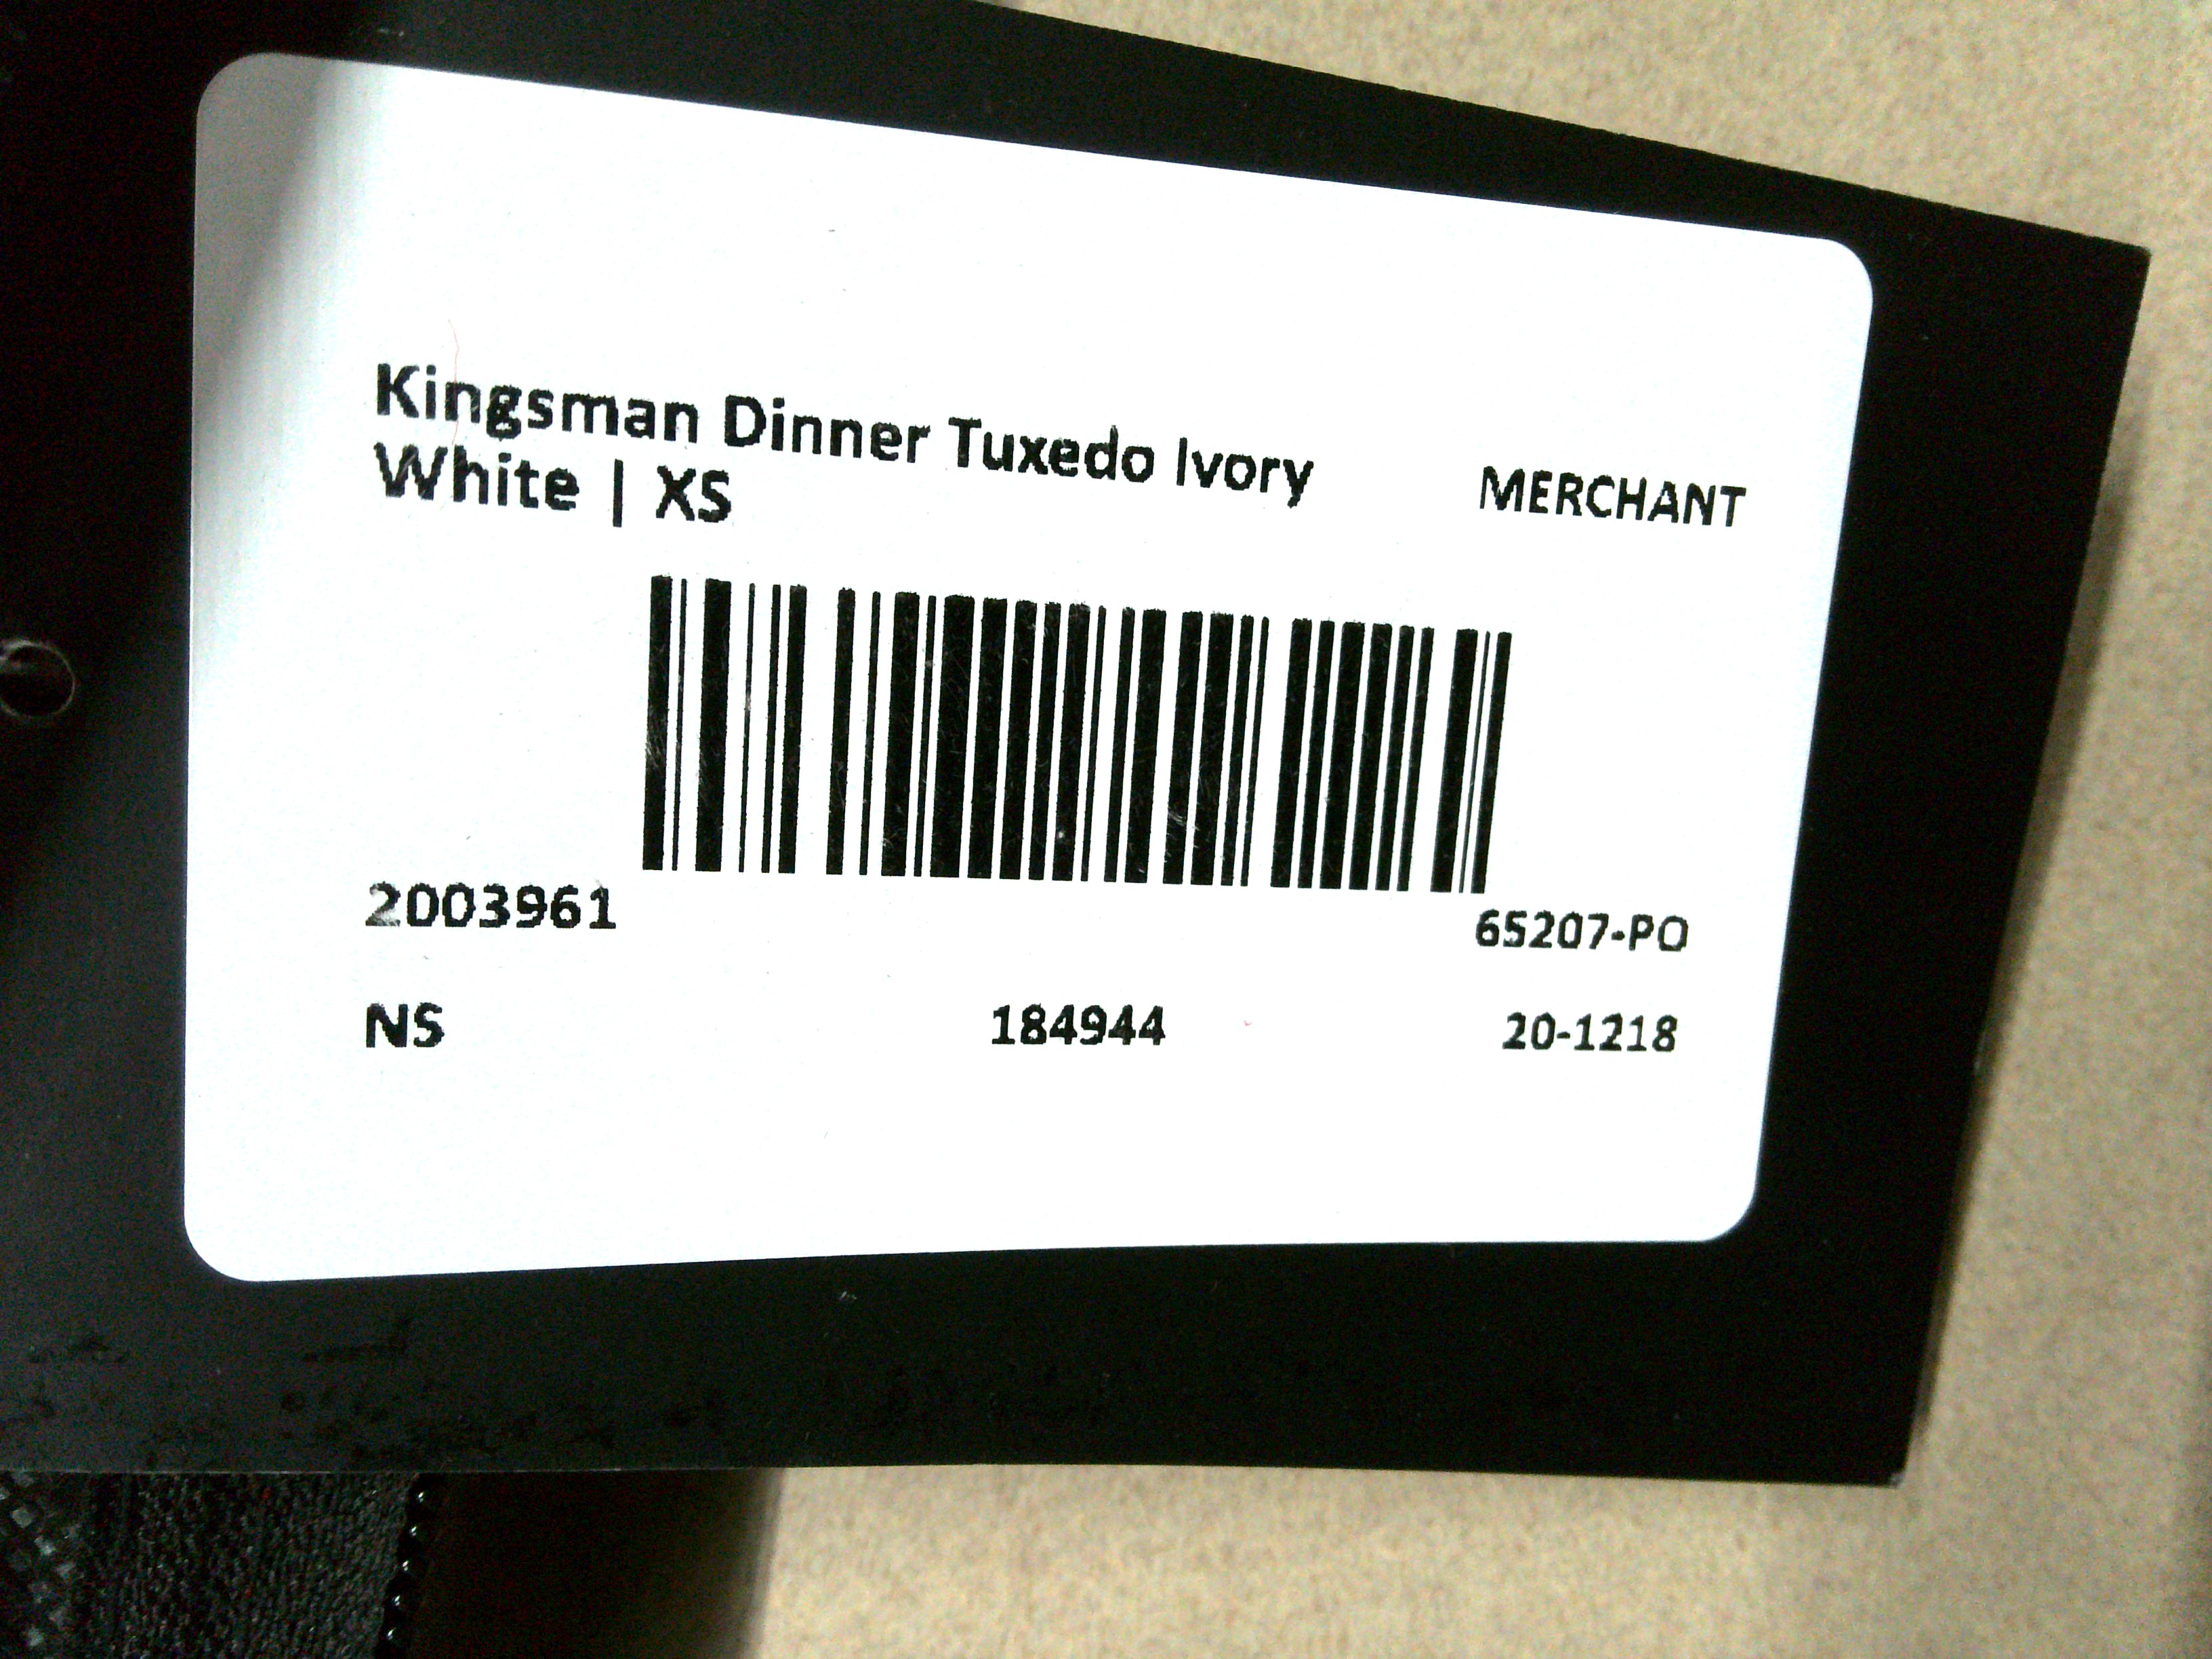 Kingsman Dinner Tuxedo Ivory
White | XS
MERCHANT
2003961
65207-PO
NS
184944
20-1218